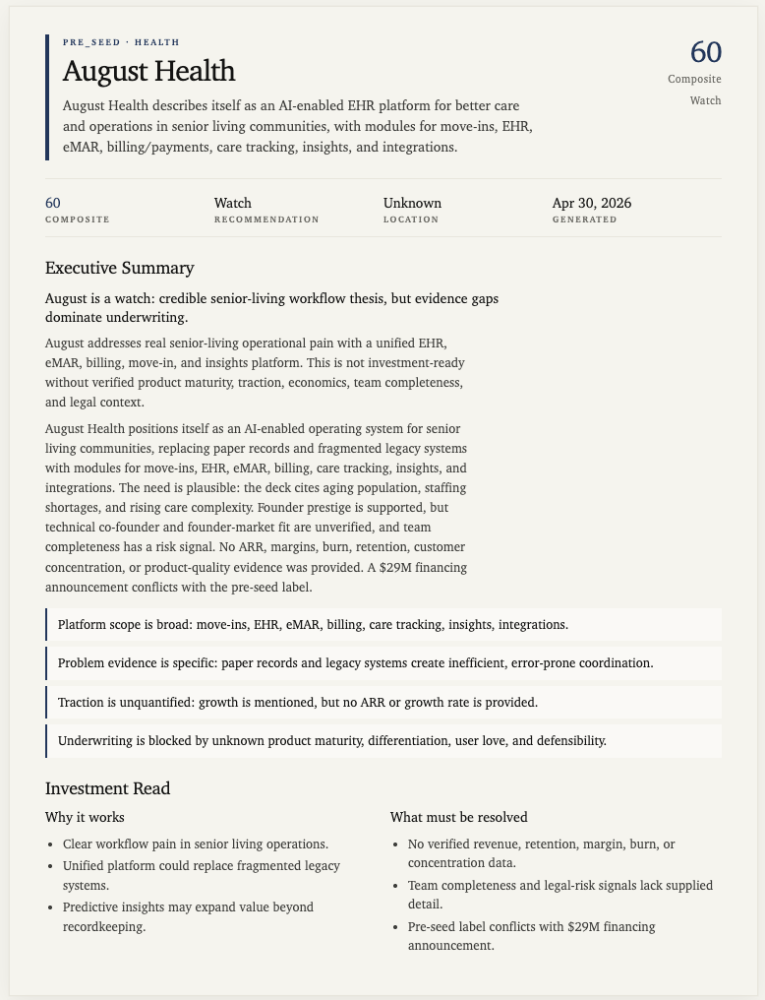 PRE_SEED · HEALTH
August Health
August Health describes itself as an AI-enabled EHR platform for better care
and operations in senior living communities, with modules for move-ins, EHR,
eMAR, billing/payments, care tracking, insights, and integrations.
60
Composite
Watch
60
COMPOSITE
Watch
RECOMMENDATION
Unknown
LOCATION
Apr 30, 2026
GENERATED
Executive Summary
August is a watch: credible senior-living workflow thesis, but evidence gaps
dominate underwriting.
August addresses real senior-living operational pain with a unified EHR,
eMAR, billing, move-in, and insights platform. This is not investment-ready
without verified product maturity, traction, economics, team completeness,
and legal context.
August Health positions itself as an AI-enabled operating system for senior
living communities, replacing paper records and fragmented legacy systems
with modules for move-ins, EHR, eMAR, billing, care tracking, insights, and
integrations. The need is plausible: the deck cites aging population, staffing
shortages, and rising care complexity. Founder prestige is supported, but
technical co-founder and founder-market fit are unverified, and team
completeness has a risk signal. No ARR, margins, burn, retention, customer
concentration, or product-quality evidence was provided. A $29M financing
announcement conflicts with the pre-seed label.
Platform scope is broad: move-ins, EHR, eMAR, billing, care tracking, insights, integrations.
Problem evidence is specific: paper records and legacy systems create inefficient, error-prone coordination.
Traction is unquantified: growth is mentioned, but no ARR or growth rate is provided.
Underwriting is blocked by unknown product maturity, differentiation, user love, and defensibility.
Investment Read
Why it works
• Clear workflow pain in senior living operations.
• Unified platform could replace fragmented legacy
systems.
• Predictive insights may expand value beyond
recordkeeping.
What must be resolved
• No verified revenue, retention, margin, burn, or
concentration data.
• Team completeness and legal-risk signals lack supplied
detail.
• Pre-seed label conflicts with $29M financing
announcement.